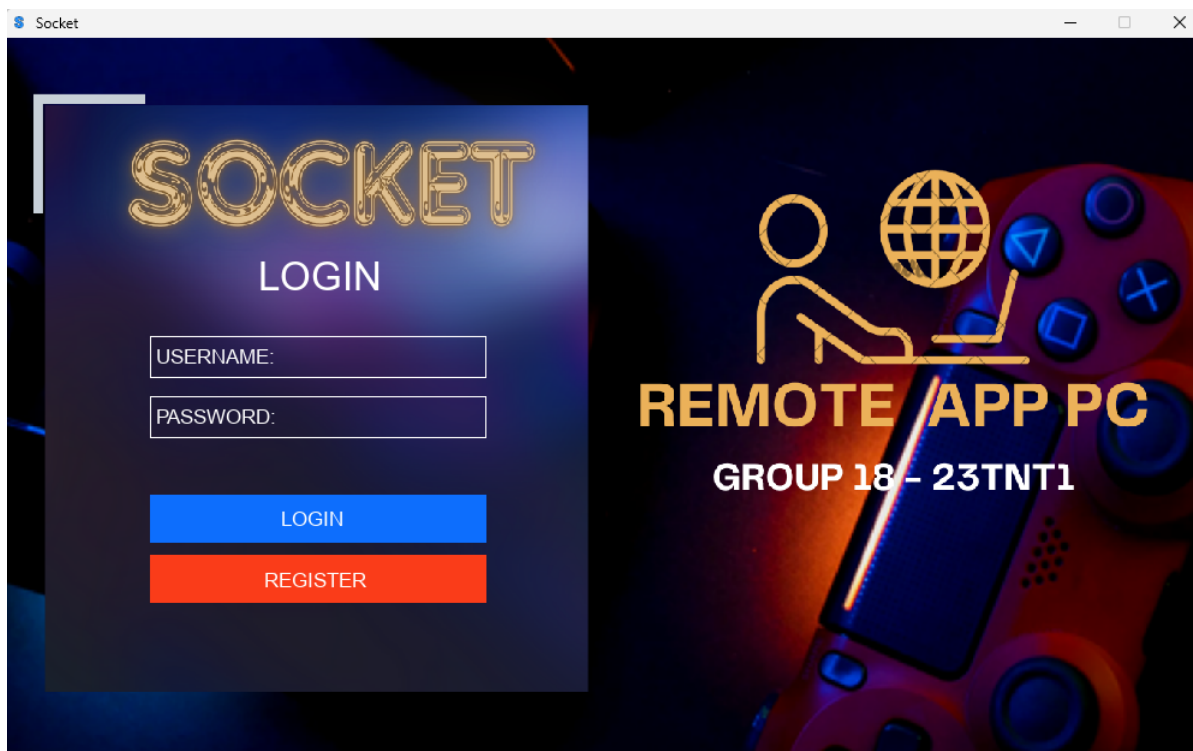 Socket
SOCKET
LOGIN
USERNAME:
PASSWORD:
LOGIN
REGISTER
REMOTE APP PC
GROUP 18 - 23TNT1